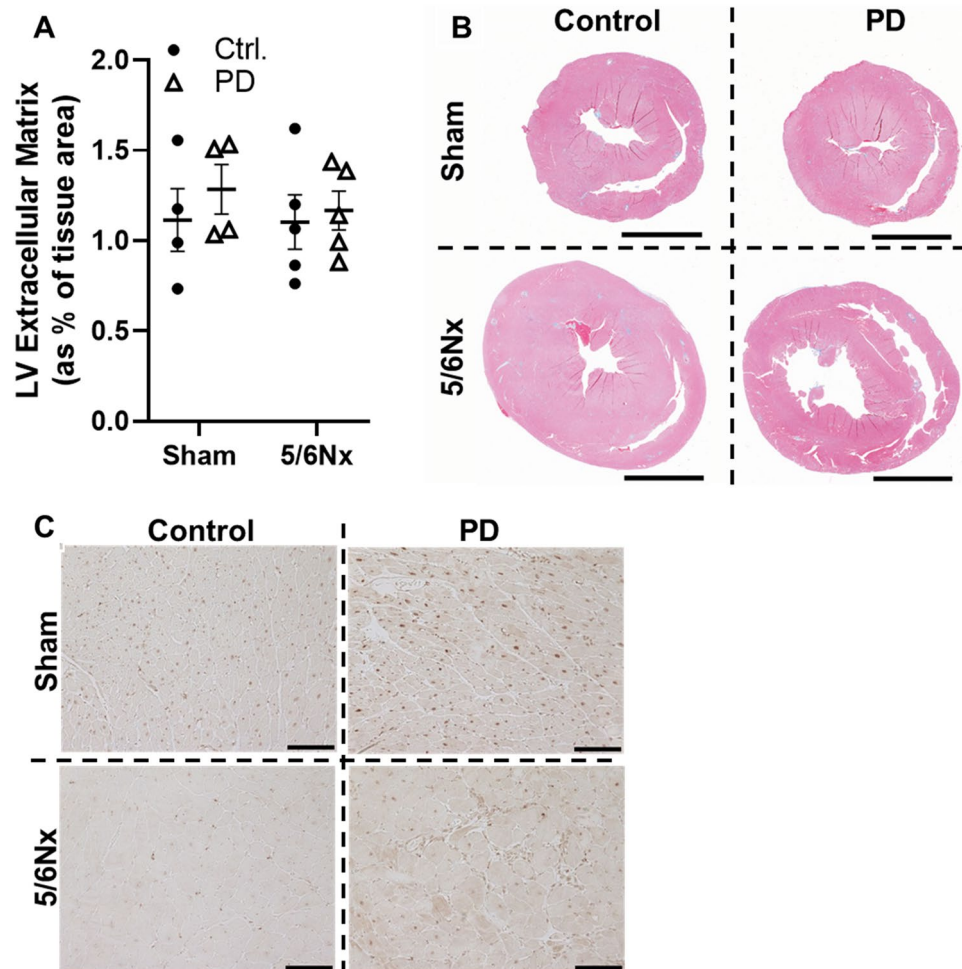 A
Ctrl.
PD
LV Extracellular Matrix
(as % of tissue area)
2.0
1.5
1.0
0.5
0.0
Sham
5/6Nx
B
Control
PD
Sham
5/6Nx
C
Control
PD
Sham
5/6Nx